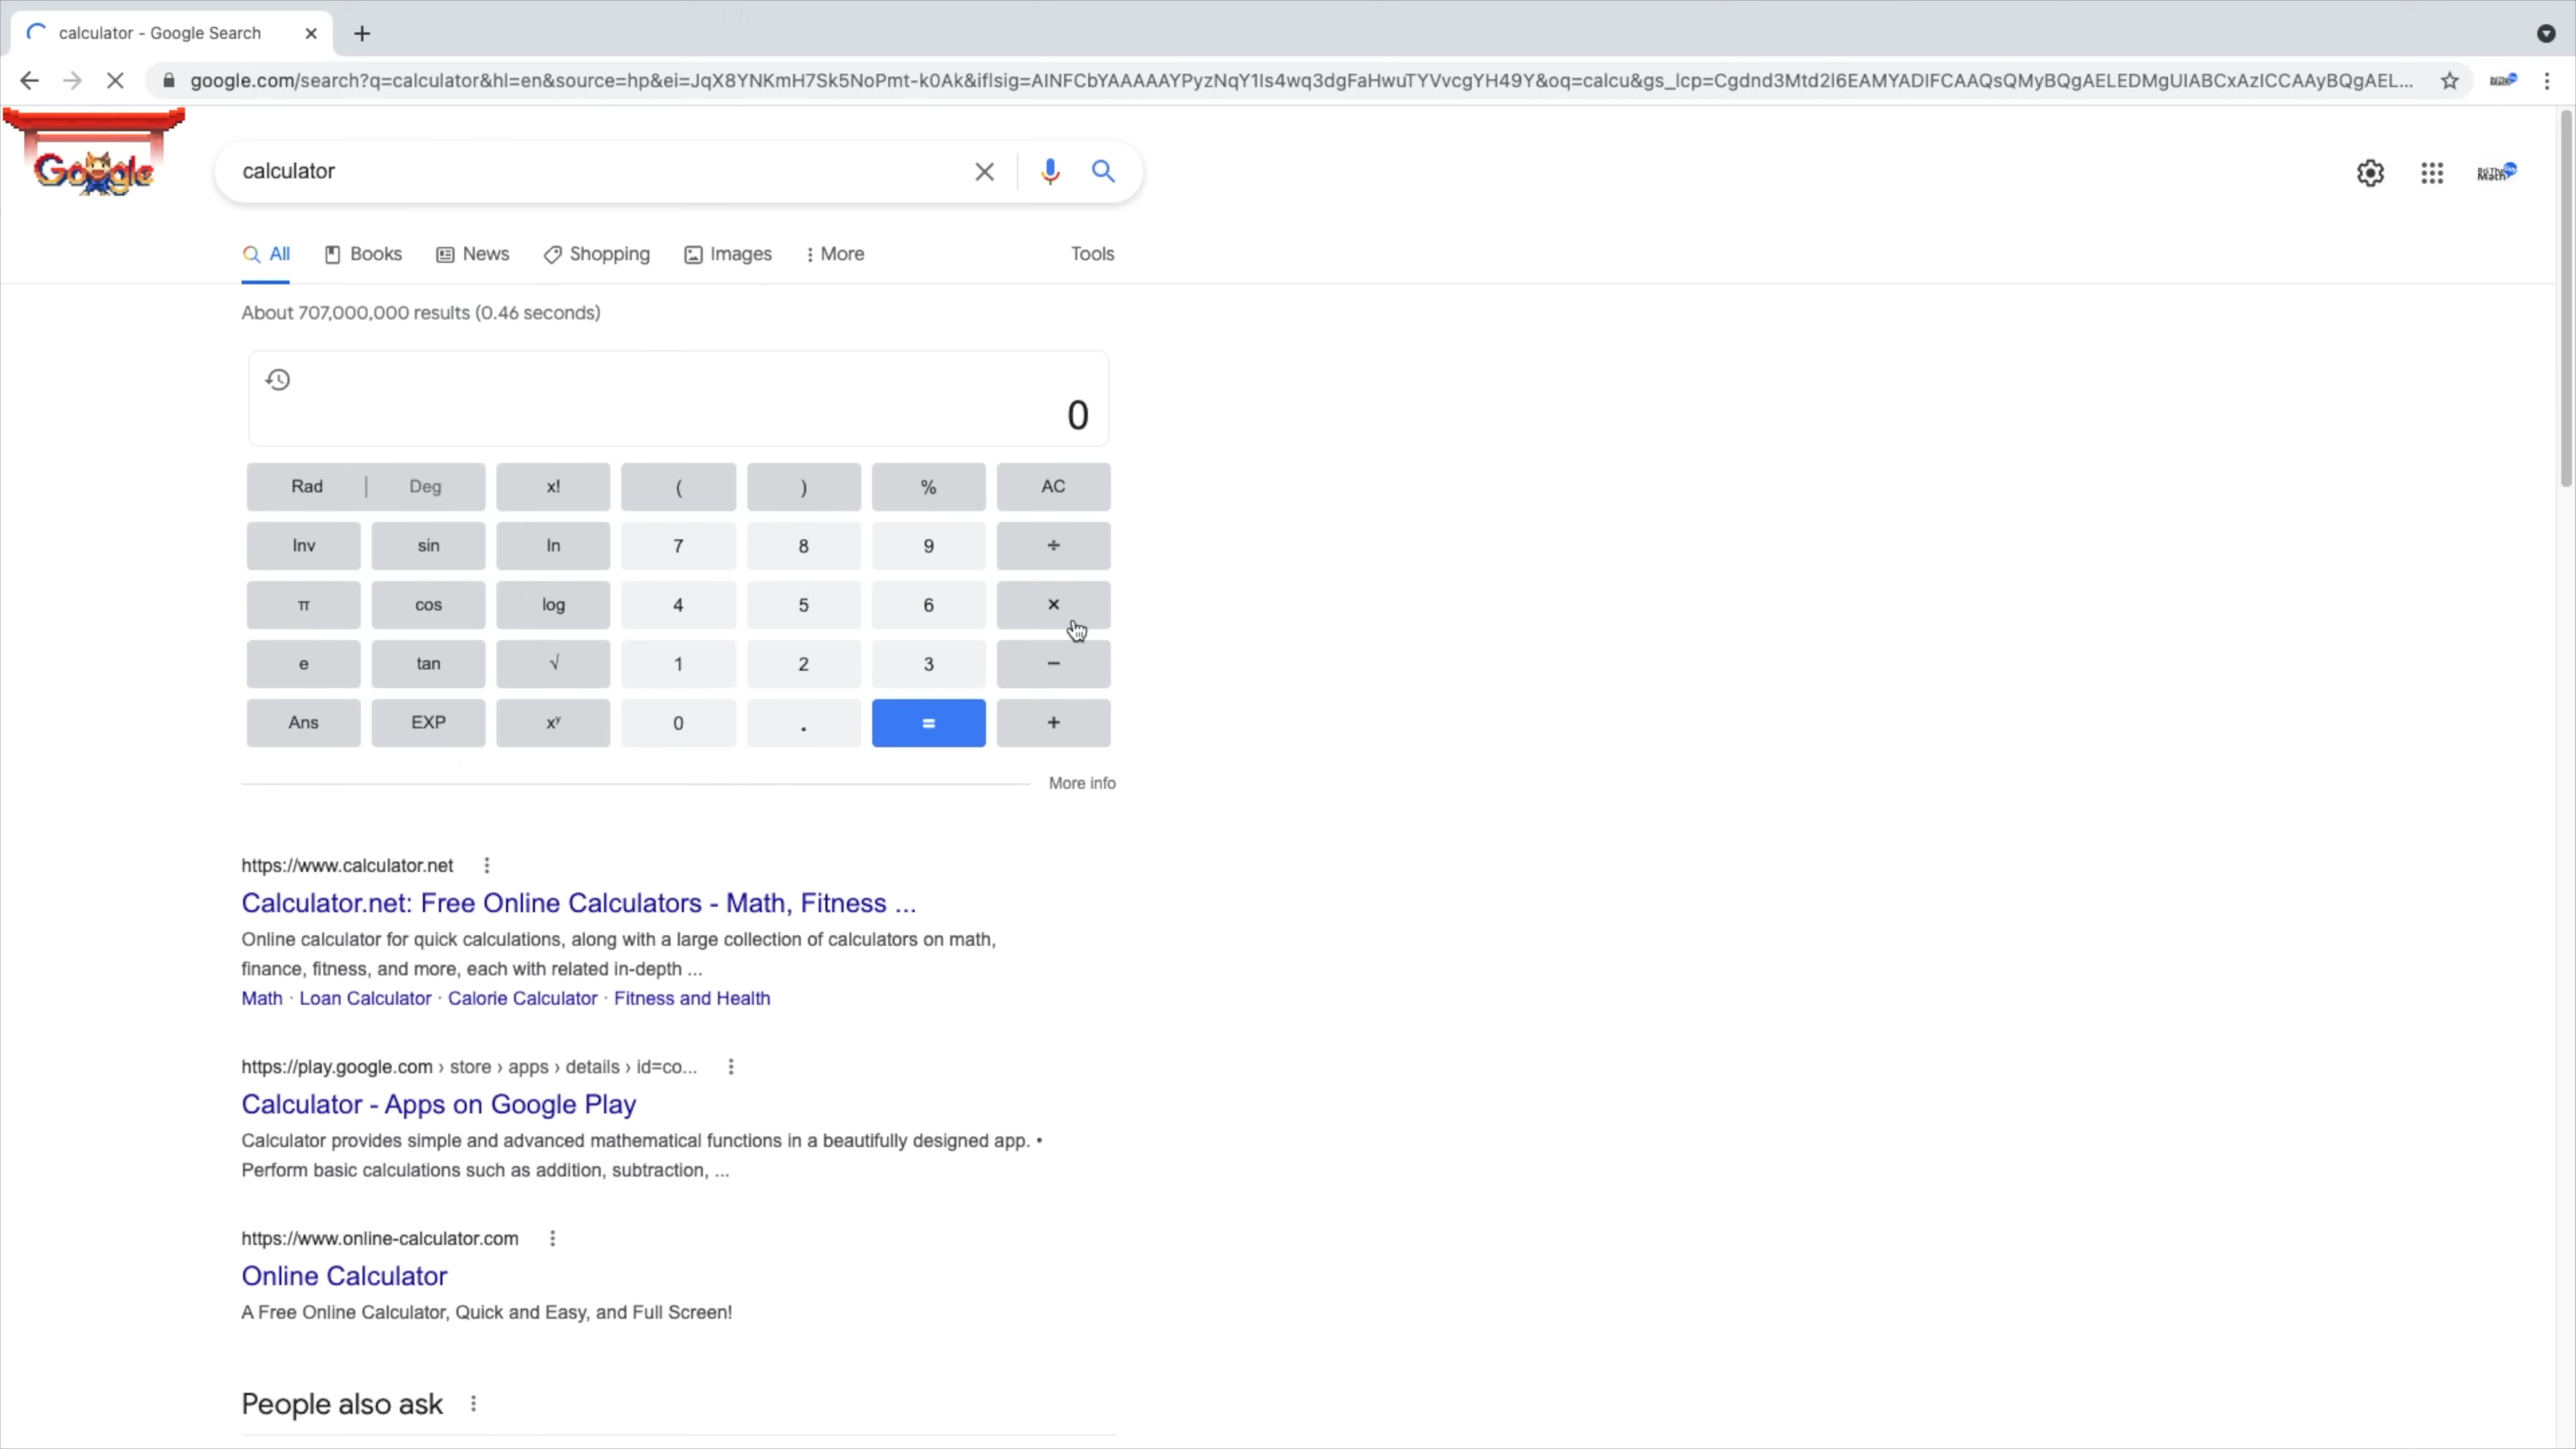 calculator - Google Search
google.com/search?q=calculator&hl=en&source=hp&ei=JqX8YNKmH7Sk5NoPmt-k0Ak&iflsig=AINFCbYAAAAAYPyzNqY1Is4wq3dgFaHwuTYVvcgYH49Y&oq=calcu&gs_lcp=Cgdnd3Mtd2l6EAMYADIFCAAQsQMyBQgAELEDMgUIABCxAzICCAAyBQgAEL...
Google
calculator
Math
All Books News Shopping Images More Tools
About 707,000,000 results (0.46 seconds)
0
Rad | Deg x! ( ) % AC
Inv sin ln 7 8 9 ÷
π cos log 4 5 6 ×
e tan √ 1 2 3 −
Ans EXP xʸ 0 . = +
More info
https://www.calculator.net
Calculator.net: Free Online Calculators - Math, Fitness ...
Online calculator for quick calculations, along with a large collection of calculators on math,
finance, fitness, and more, each with related in-depth ...
Math · Loan Calculator · Calorie Calculator · Fitness and Health
https://play.google.com › store › apps › details › id=co...
Calculator - Apps on Google Play
Calculator provides simple and advanced mathematical functions in a beautifully designed app. •
Perform basic calculations such as addition, subtraction, ...
https://www.online-calculator.com
Online Calculator
A Free Online Calculator, Quick and Easy, and Full Screen!
People also ask